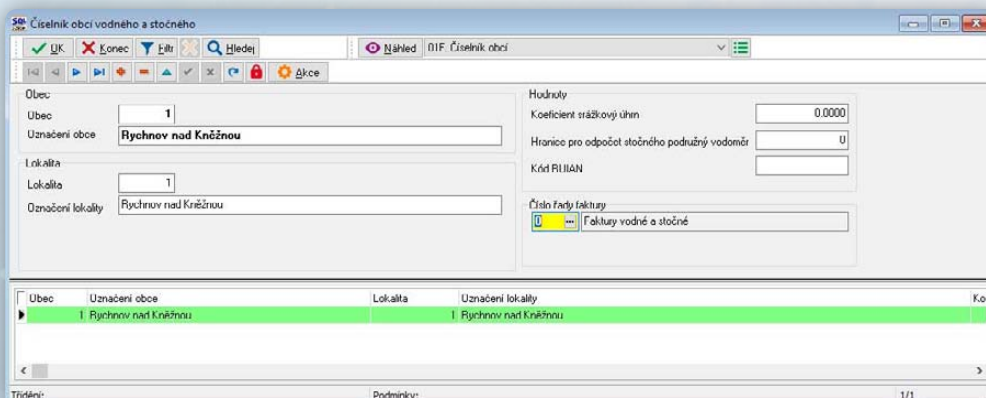 Číselník obcí vodného a stočného
OK Konec Filtr Hledej Náhled 01F Číselník obcí
Akce
Obec
Obec 1
Označení obce Rychnov nad Kněžnou
Lokalita
Lokalita 1
Označení lokality Rychnov nad Kněžnou
Hodnoty
Koeficient srážkový úhrn 0.0000
Hranice pro odpočet stočného podružný vodoměr 0
Kód RUIAN
Číslo řady faktury
0 ... Faktury vodné a stočné
Obec Označení obce Lokalita Označení lokality Ko
1 Rychnov nad Kněžnou 1 Rychnov nad Kněžnou
Třídění: Podmínky: 1/1